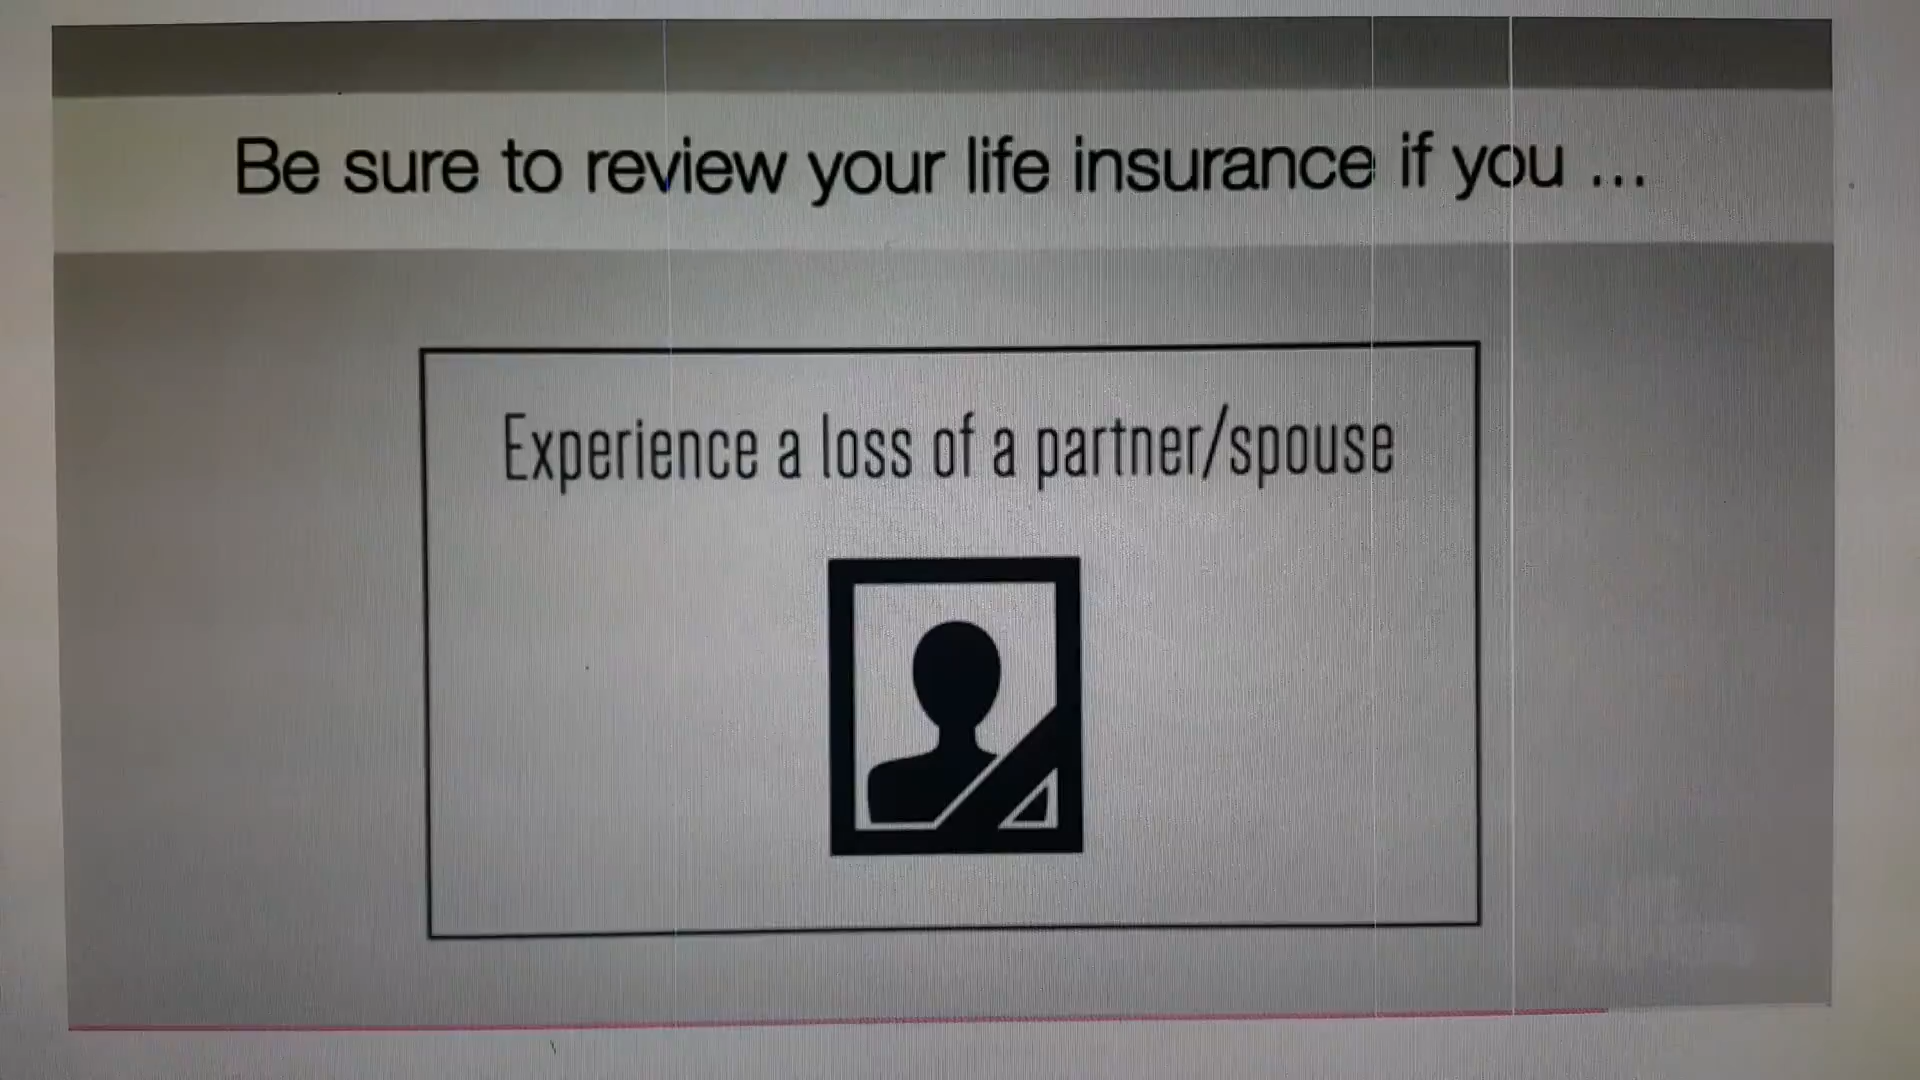 Be sure to review your life insurance if you ...
Experience a loss of a partner/spouse